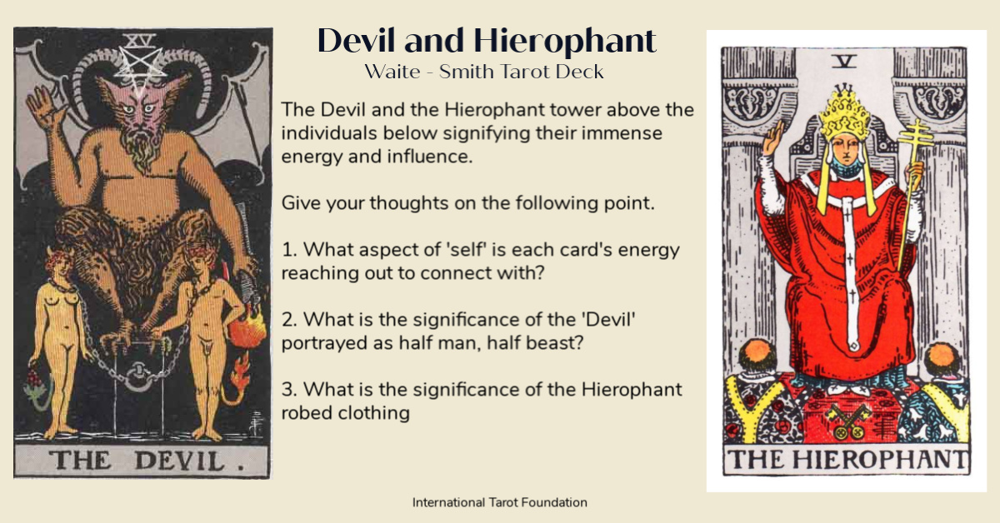 XV
THE DEVIL .
Devil and Hierophant
Waite - Smith Tarot Deck
The Devil and the Hierophant tower above the
individuals below signifying their immense
energy and influence.
Give your thoughts on the following point.
1. What aspect of 'self' is each card's energy
reaching out to connect with?
2. What is the significance of the 'Devil'
portrayed as half man, half beast?
3. What is the significance of the Hierophant
robed clothing
International Tarot Foundation
V
THE HIEROPHANT